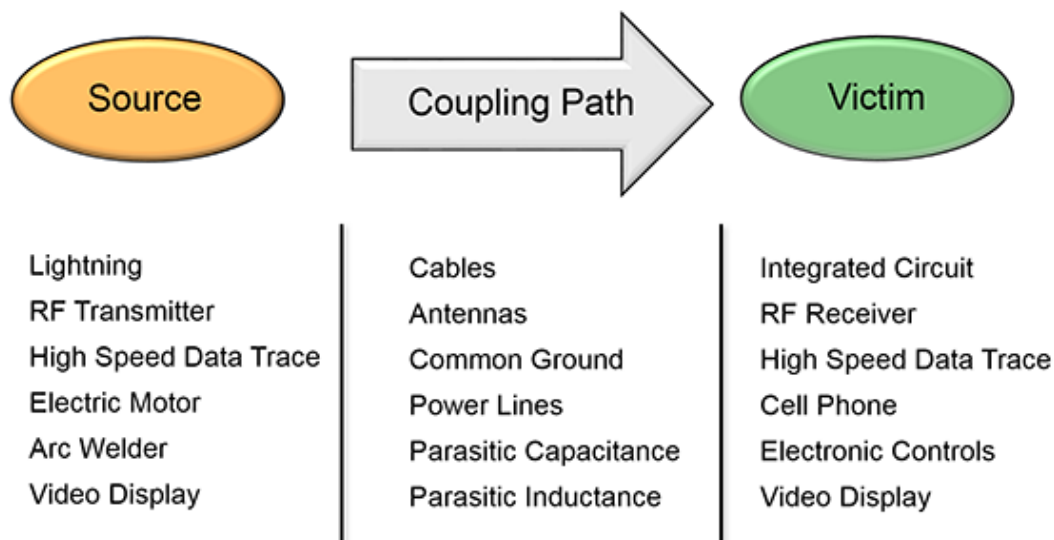 Source
Coupling Path
Victim
Lightning
RF Transmitter
High Speed Data Trace
Electric Motor
Arc Welder
Video Display
Cables
Antennas
Common Ground
Power Lines
Parasitic Capacitance
Parasitic Inductance
Integrated Circuit
RF Receiver
High Speed Data Trace
Cell Phone
Electronic Controls
Video Display